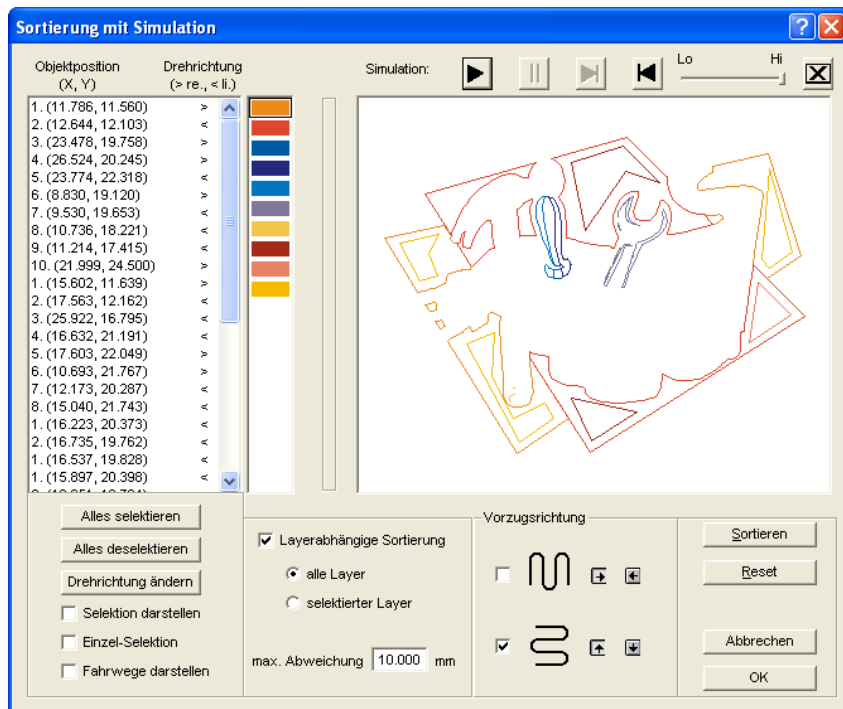 Sortierung mit Simulation
Objektposition
(X, Y)
Drehrichtung
(> re., < li.)
Simulation:
Lo
Hi
1. (11.786, 11.560) >
2. (12.644, 12.103) <
3. (23.478, 19.758) >
4. (26.524, 20.245) >
5. (23.774, 22.318) >
6. (8.830, 19.120) >
7. (9.530, 19.653) <
8. (10.736, 18.221) <
9. (11.214, 17.415) >
10. (21.999, 24.500) >
1. (15.602, 11.639) >
2. (17.563, 12.162) <
3. (25.922, 16.795) <
4. (16.632, 21.191) <
5. (17.603, 22.049) >
6. (10.693, 21.767) >
7. (12.173, 20.287) <
8. (15.040, 21.743) <
1. (16.223, 20.373) <
2. (16.735, 19.762) <
1. (16.537, 19.828) <
1. (15.897, 20.398) <
Alles selektieren
Alles deselektieren
Drehrichtung ändern
Selektion darstellen
Einzel-Selektion
Fahrwege darstellen
Layerabhängige Sortierung
alle Layer
selektierter Layer
max. Abweichung 10.000 mm
Vorzugsrichtung
Sortieren
Reset
Abbrechen
OK